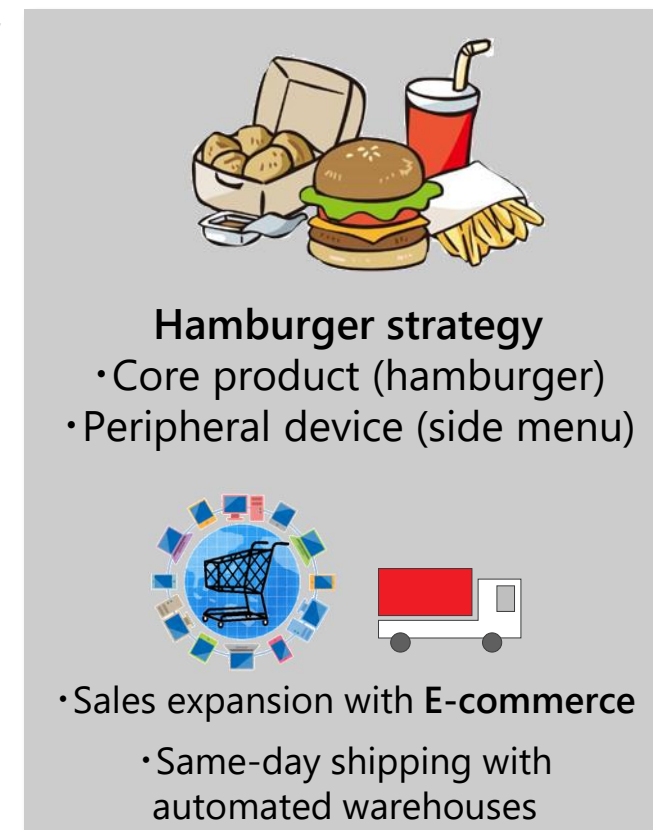 Hamburger strategy
・Core product (hamburger)
・Peripheral device (side menu)
・Sales expansion with E-commerce
・Same-day shipping with
automated warehouses